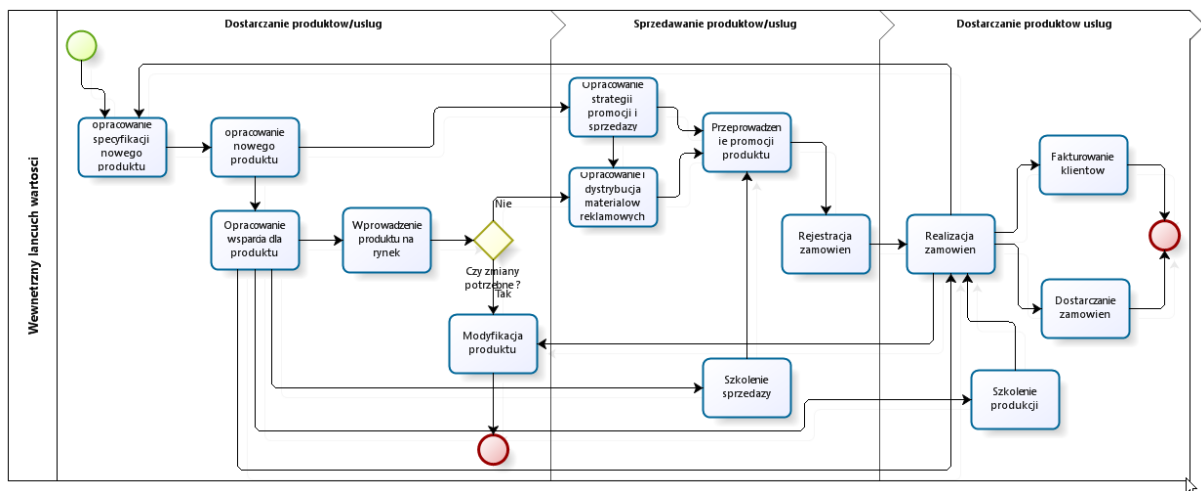 Dostarczanie produktow/uslug
Sprzedawanie produktow/uslug
Dostarczanie produktow uslug
Wewnetrzny lancuch wartosci
opracowanie
specyfikacji
nowego
produktu
opracowanie
nowego
produktu
Opracowanie
wsparcia dla
produktu
Wprowadzenie
produktu na
rynek
Nie
Czy zmiany
potrzebne ?
Tak
Modyfikacja
produktu
Opracowanie
strategii
promocji i
sprzedazy
Opracowanie i
dystrybucja
materialow
reklamowych
Przeprowadzen
ie promocji
produktu
Rejestracja
zamowien
Szkolenie
sprzedazy
Realizacja
zamowien
Fakturowanie
klientow
Dostarczanie
zamowien
Szkolenie
produkcji